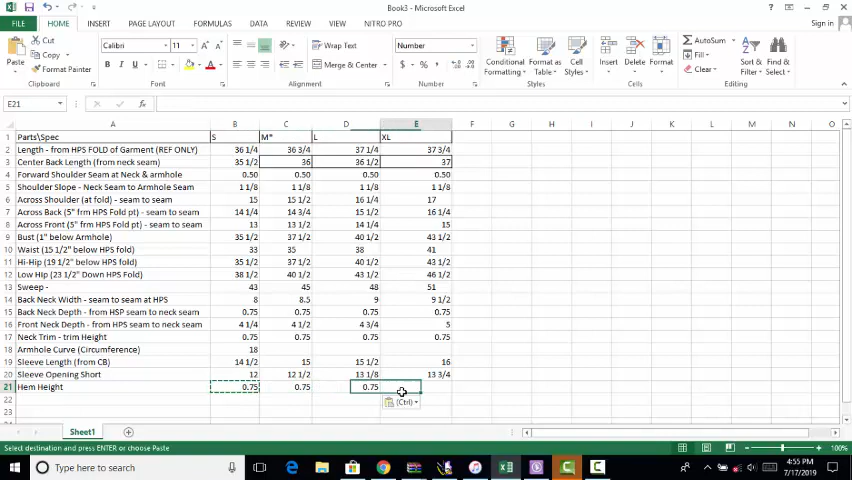 Book3 - Microsoft Excel
Sign in
FILE HOME INSERT PAGE LAYOUT FORMULAS DATA REVIEW VIEW NITRO PRO
Cut Calibri 11 Wrap Text Number AutoSum
Copy Fill
Paste Format Painter B I U Merge & Center $ % Conditional Formatting Format as Table Cell Styles Insert Delete Format Clear Sort & Filter Find & Select
Clipboard Font Alignment Number Styles Cells Editing
E21
A B C D E F G H I J K L M N O
1 Parts\Spec S M* L XL
2 Length - from HPS FOLD of Garment (REF ONLY) 36 1/4 36 3/4 37 1/4 37 3/4
3 Center Back Length (from neck seam) 35 1/2 36 36 1/2 37
4 Forward Shoulder Seam at Neck & armhole 0.50 0.50 0.50 0.50
5 Shoulder Slope - Neck Seam to Armhole Seam 1 1/8 1 1/8 1 1/8 1 1/8
6 Across Shoulder (at fold) - seam to seam 15 15 1/2 16 1/4 17
7 Across Back (5" frm HPS Fold pt) - seam to seam 14 1/4 14 3/4 15 1/2 16 1/4
8 Across Front (5" frm HPS Fold pt) - seam to seam 13 13 1/2 14 1/4 15
9 Bust (1" below Armhole) 35 1/2 37 1/2 40 1/2 43 1/2
10 Waist (15 1/2" below HPS fold) 33 35 38 41
11 Hi-Hip (19 1/2" below HPS fold) 35 1/2 37 1/2 40 1/2 43 1/2
12 Low Hip (23 1/2" Down HPS Fold) 38 1/2 40 1/2 43 1/2 46 1/2
13 Sweep - 43 45 48 51
14 Back Neck Width - seam to seam at HPS 8 8.5 9 9 1/2
15 Back Neck Depth - from HSP seam to neck seam 0.75 0.75 0.75 0.75
16 Front Neck Depth - from HPS seam to neck seam 4 1/4 4 1/2 4 3/4 5
17 Neck Trim - trim Height 0.75 0.75 0.75 0.75
18 Armhole Curve (Circumference) 18
19 Sleeve Length (from CB) 14 1/2 15 15 1/2 16
20 Sleeve Opening Short 12 12 1/2 13 1/8 13 3/4
21 Hem Height 0.75 0.75 0.75
22 (Ctrl)
23
Sheet1
Select destination and press ENTER or choose Paste 100%
Type here to search 4:55 PM
7/17/2019